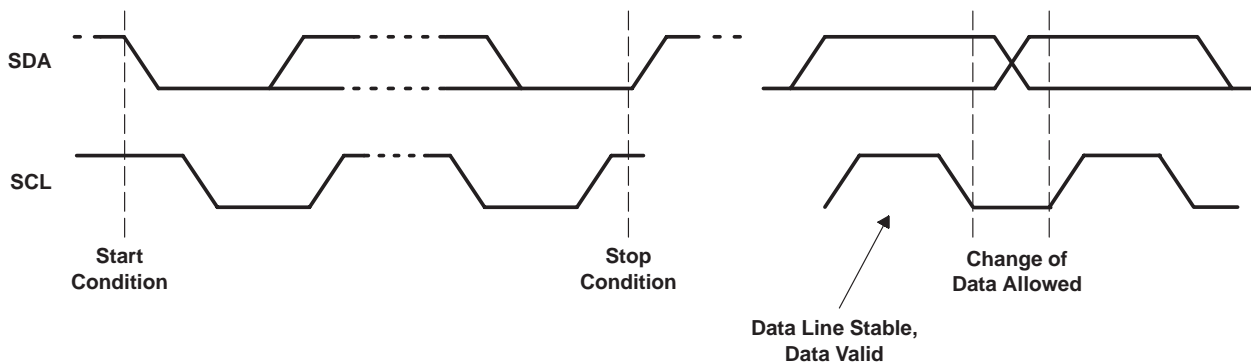 SDA
SCL
Start
Condition
Stop
Condition
Change of
Data Allowed
Data Line Stable,
Data Valid